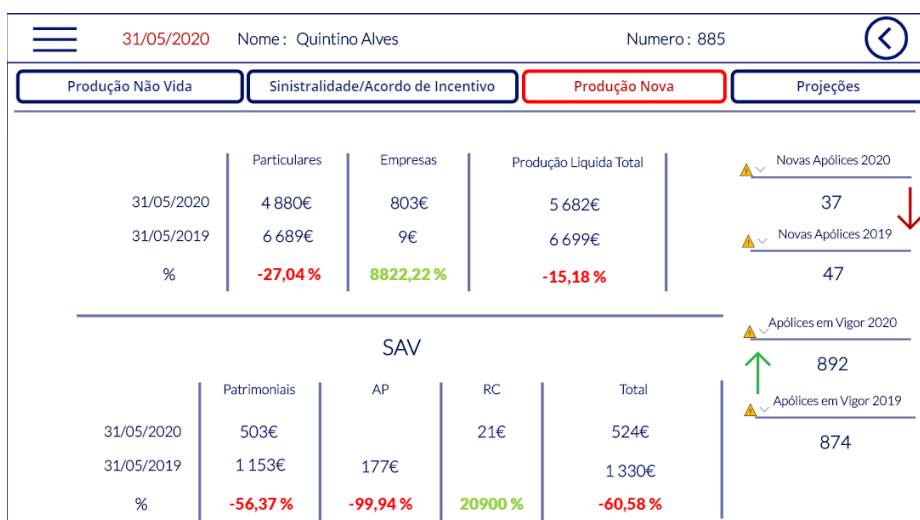 31/05/2020 Nome : Quintino Alves Numero : 885
Produção Não Vida Sinistralidade/Acordo de Incentivo Produção Nova Projeções
Particulares Empresas Produção Liquida Total
31/05/2020 4 880€ 803€ 5 682€
31/05/2019 6 689€ 9€ 6 699€
% -27,04 % 8822,22 % -15,18 %
Novas Apólices 2020
37
Novas Apólices 2019
47
SAV
Patrimoniais AP RC Total
31/05/2020 503€ 21€ 524€
31/05/2019 1 153€ 177€ 1 330€
% -56,37 % -99,94 % 20900 % -60,58 %
Apólices em Vigor 2020
892
Apólices em Vigor 2019
874